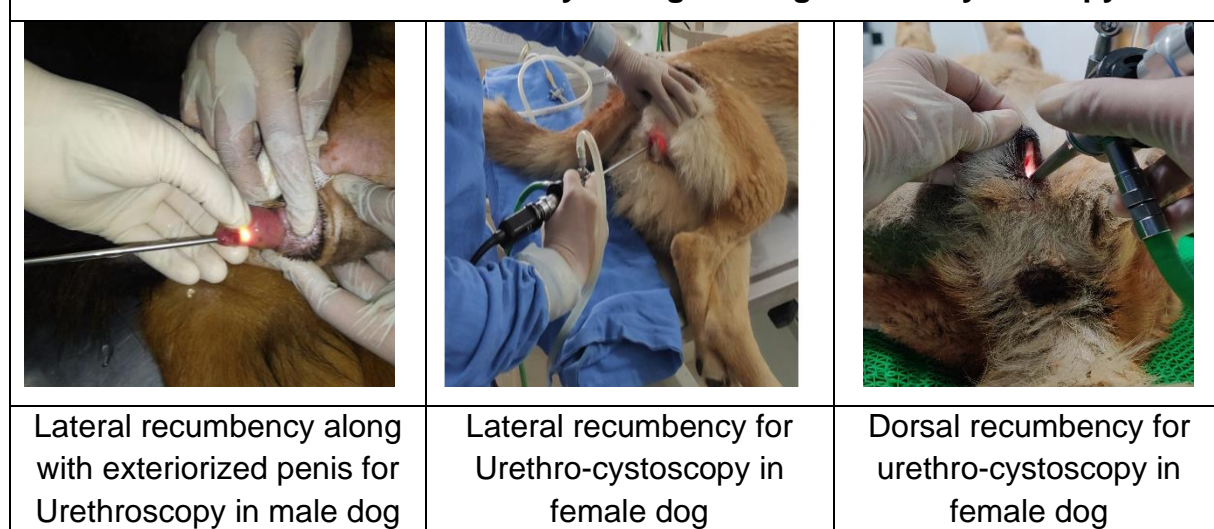 Lateral recumbency along
with exteriorized penis for
Urethroscopy in male dog
Lateral recumbency for
Urethro-cystoscopy in
female dog
Dorsal recumbency for
urethro-cystoscopy in
female dog